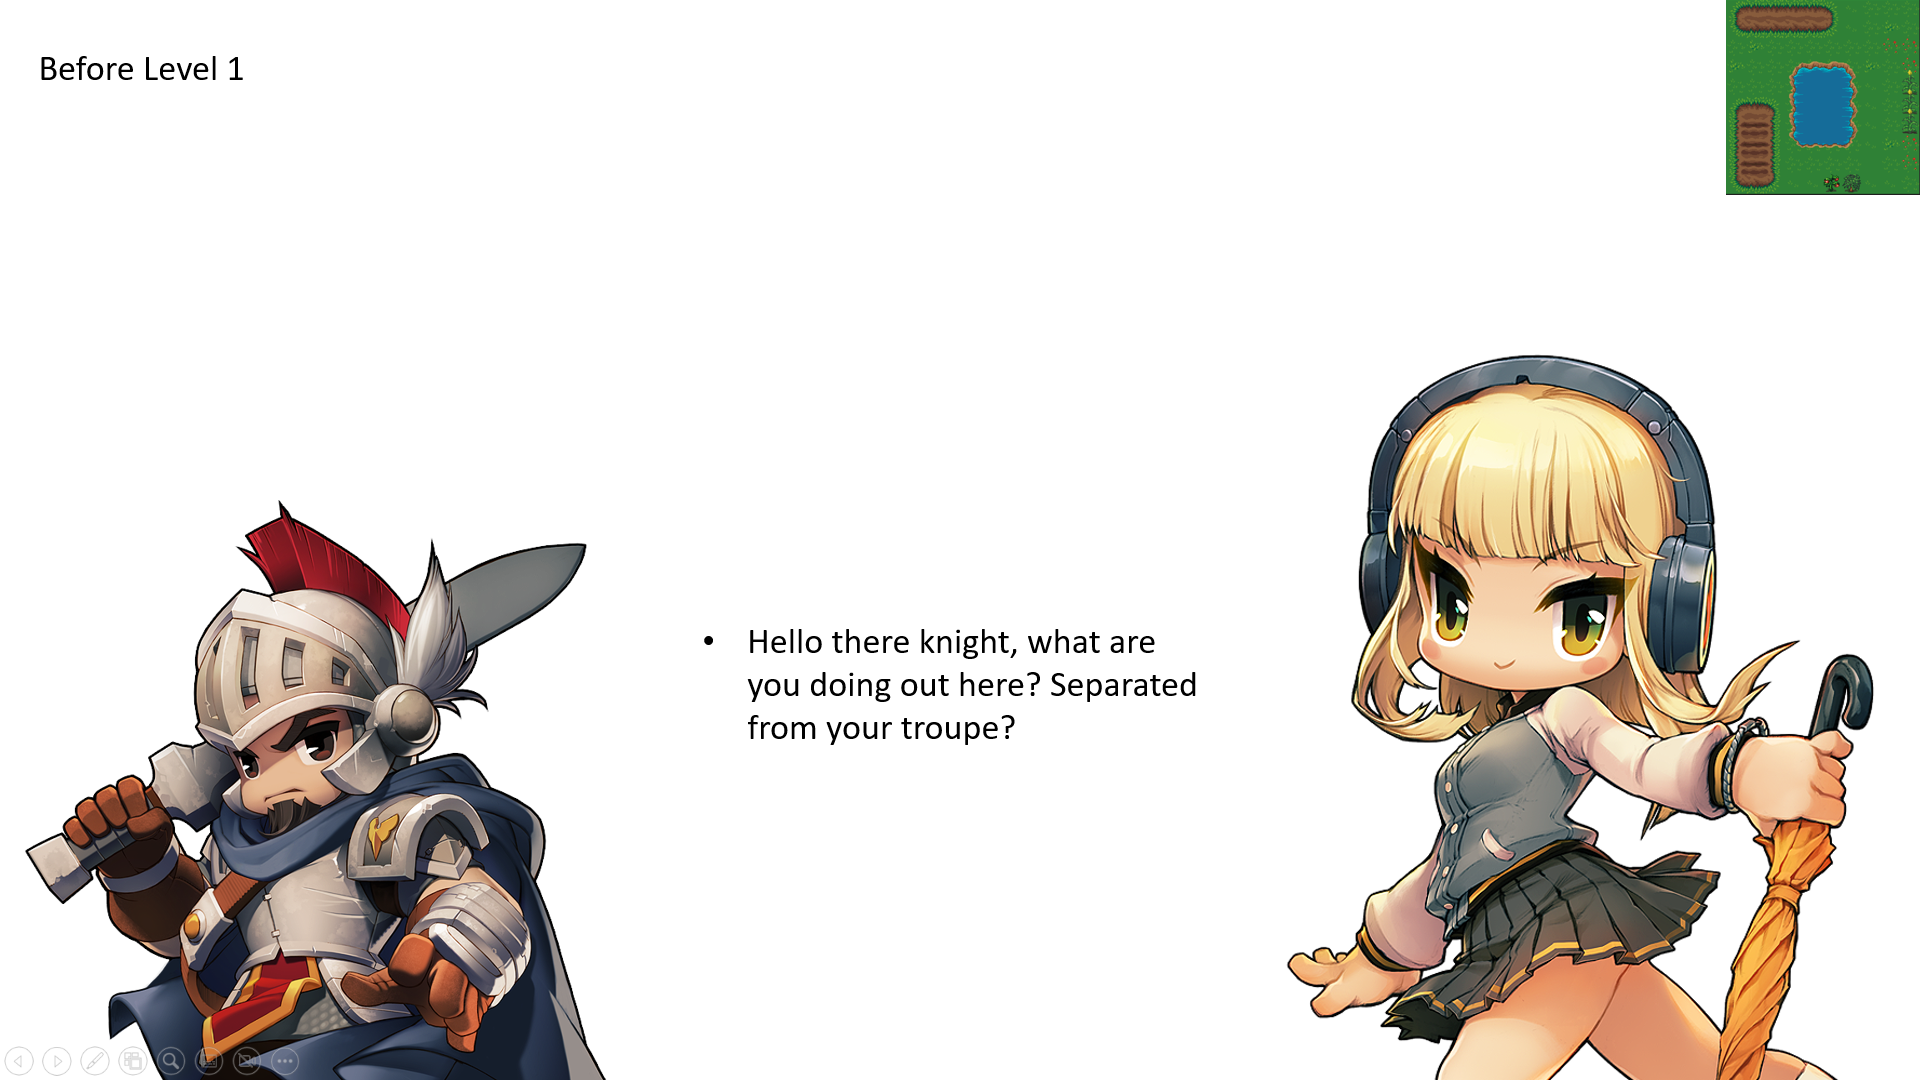 Before Level 1
• Hello there knight, what are
you doing out here? Separated
from your troupe?